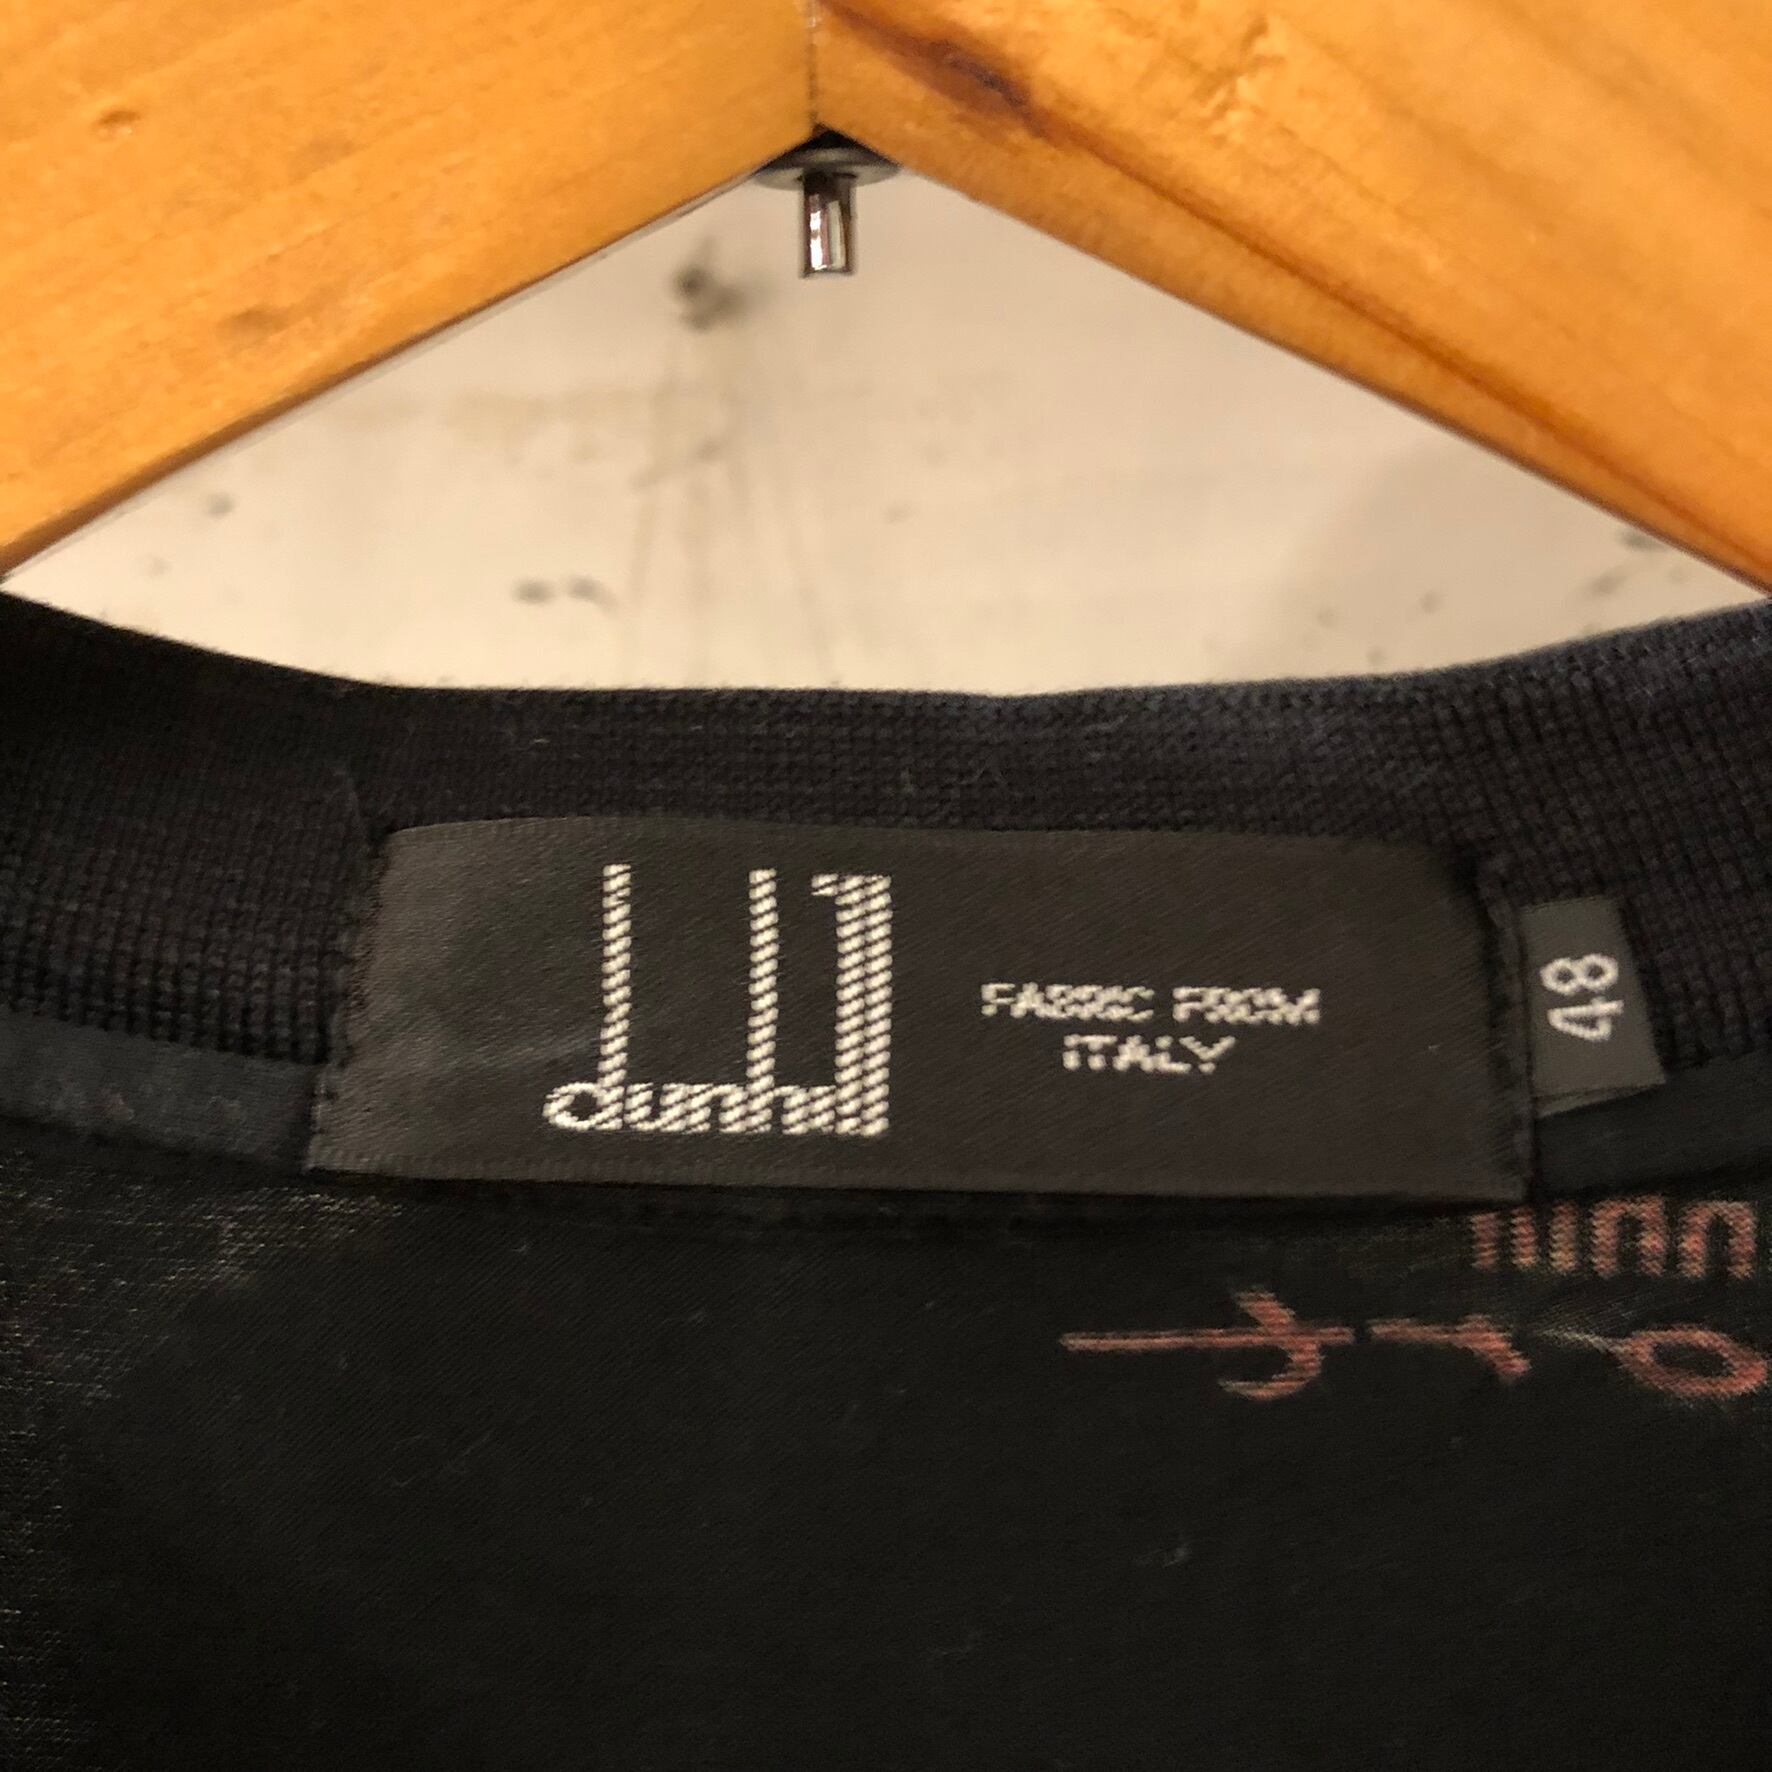 dunhill
FABRIC FROM
ITALY
48